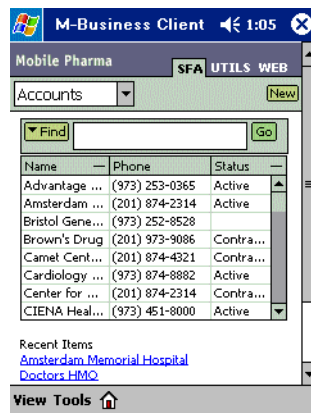 M-Business Client 1:05
Mobile Pharma
SFA UTILS WEB
Accounts New
Find Go
Name Phone Status
Advantage ... (973) 253-0365 Active
Amsterdam ... (201) 874-2314 Active
Bristol Gene... (973) 252-8528
Brown's Drug (201) 973-9086 Contra...
Camet Cent... (201) 874-4321 Contra...
Cardiology ... (973) 874-8882 Active
Center for ... (201) 874-2314 Contra...
CIENA Heal... (973) 451-8000 Active
Recent Items
Amsterdam Memorial Hospital
Doctors HMO
View Tools